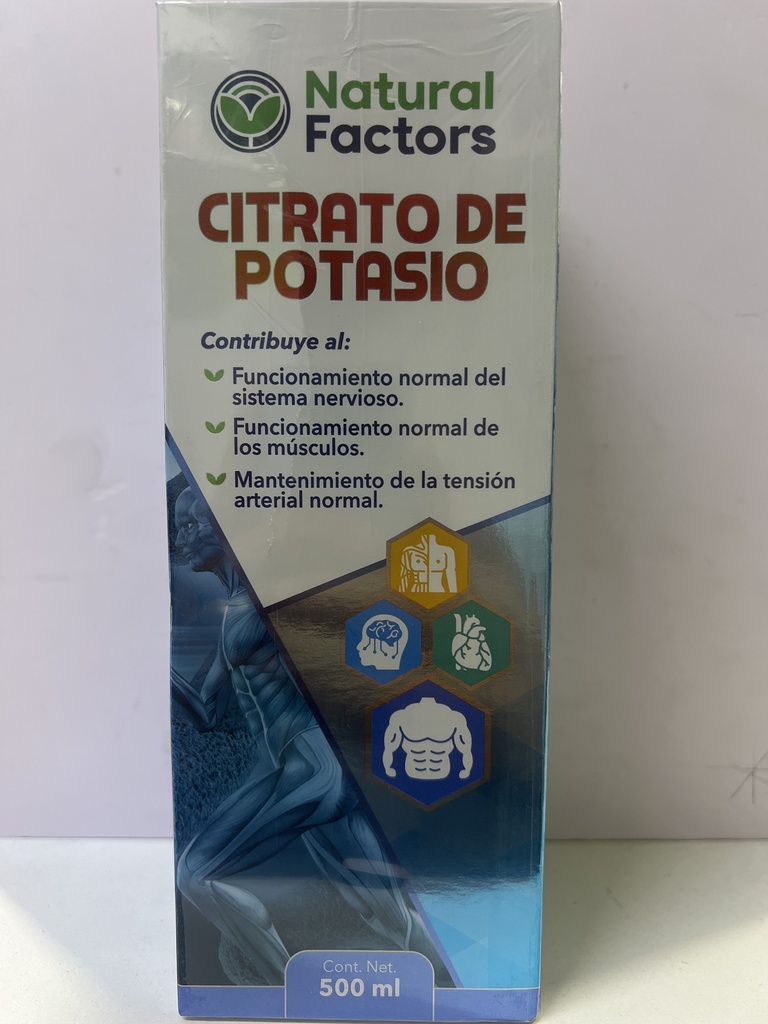 Natural
Factors
CITRATO DE
POTASIO
Contribuye al:
Funcionamiento normal del
sistema nervioso.
Funcionamiento normal de
los músculos.
Mantenimiento de la tensión
arterial normal.
Cont. Net.
500 ml